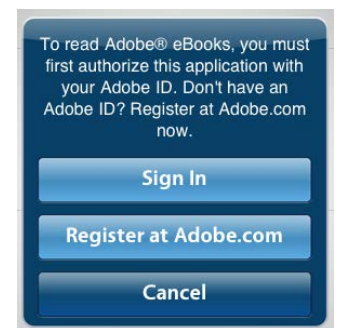 To read Adobe® eBooks, you must
first authorize this application with
your Adobe ID. Don't have an
Adobe ID? Register at Adobe.com
now.
Sign In
Register at Adobe.com
Cancel